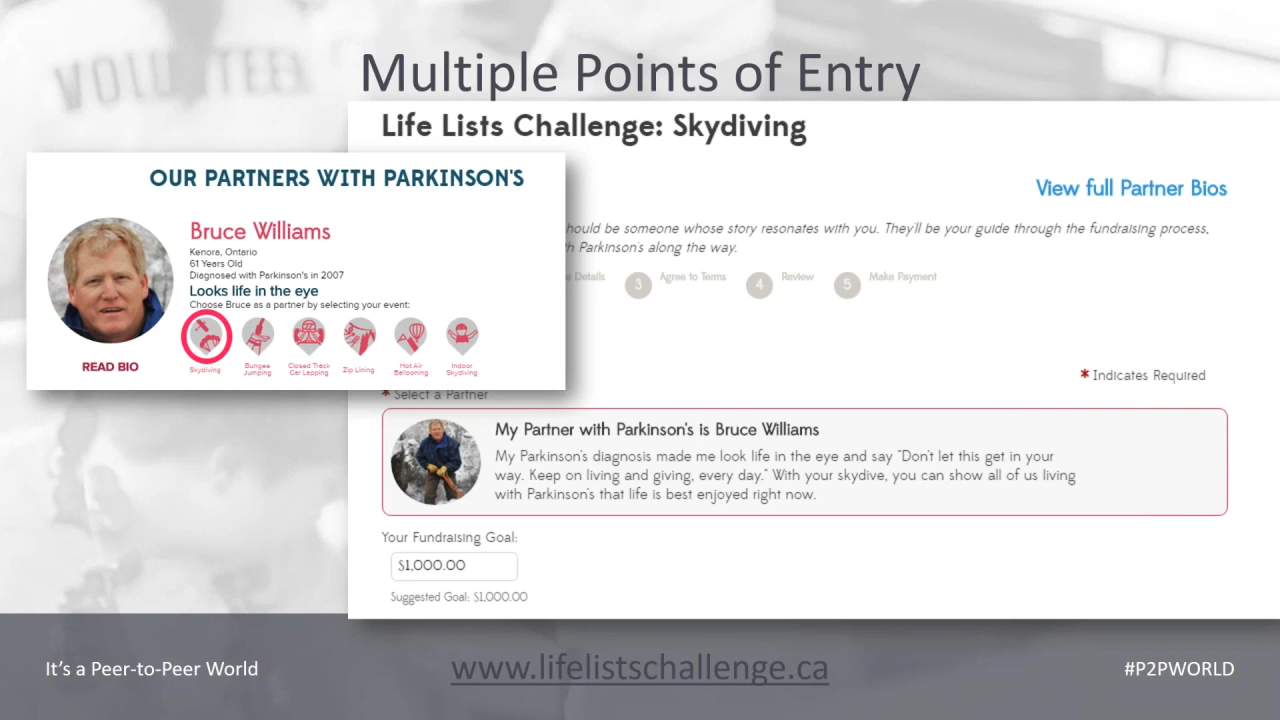 VOLUNTEER
Multiple Points of Entry
Life Lists Challenge: Skydiving
OUR PARTNERS WITH PARKINSON'S
Bruce Williams
Kenora, Ontario
61 Years Old
Diagnosed with Parkinson's in 2007
Looks life in the eye
Choose Bruce as a partner by selecting your event:
Skydiving
Bungee
Jumping
Closed Track
Car Lapping
Zip Lining
Hot Air
Ballooning
Indoor
Skydiving
READ BIO
View full Partner Bios
hould be someone whose story resonates with you. They'll be your guide through the fundraising process,
h Parkinson's along the way.
Details
3 Agree to Terms
4 Review
5 Make Payment
* Indicates Required
* Select a Partner
My Partner with Parkinson's is Bruce Williams
My Parkinson's diagnosis made me look life in the eye and say "Don't let this get in your
way. Keep on living and giving, every day." With your skydive, you can show all of us living
with Parkinson's that life is best enjoyed right now.
Your Fundraising Goal:
$1,000.00
Suggested Goal: $1,000.00
It's a Peer-to-Peer World
www.lifelistschallenge.ca
#P2PWORLD